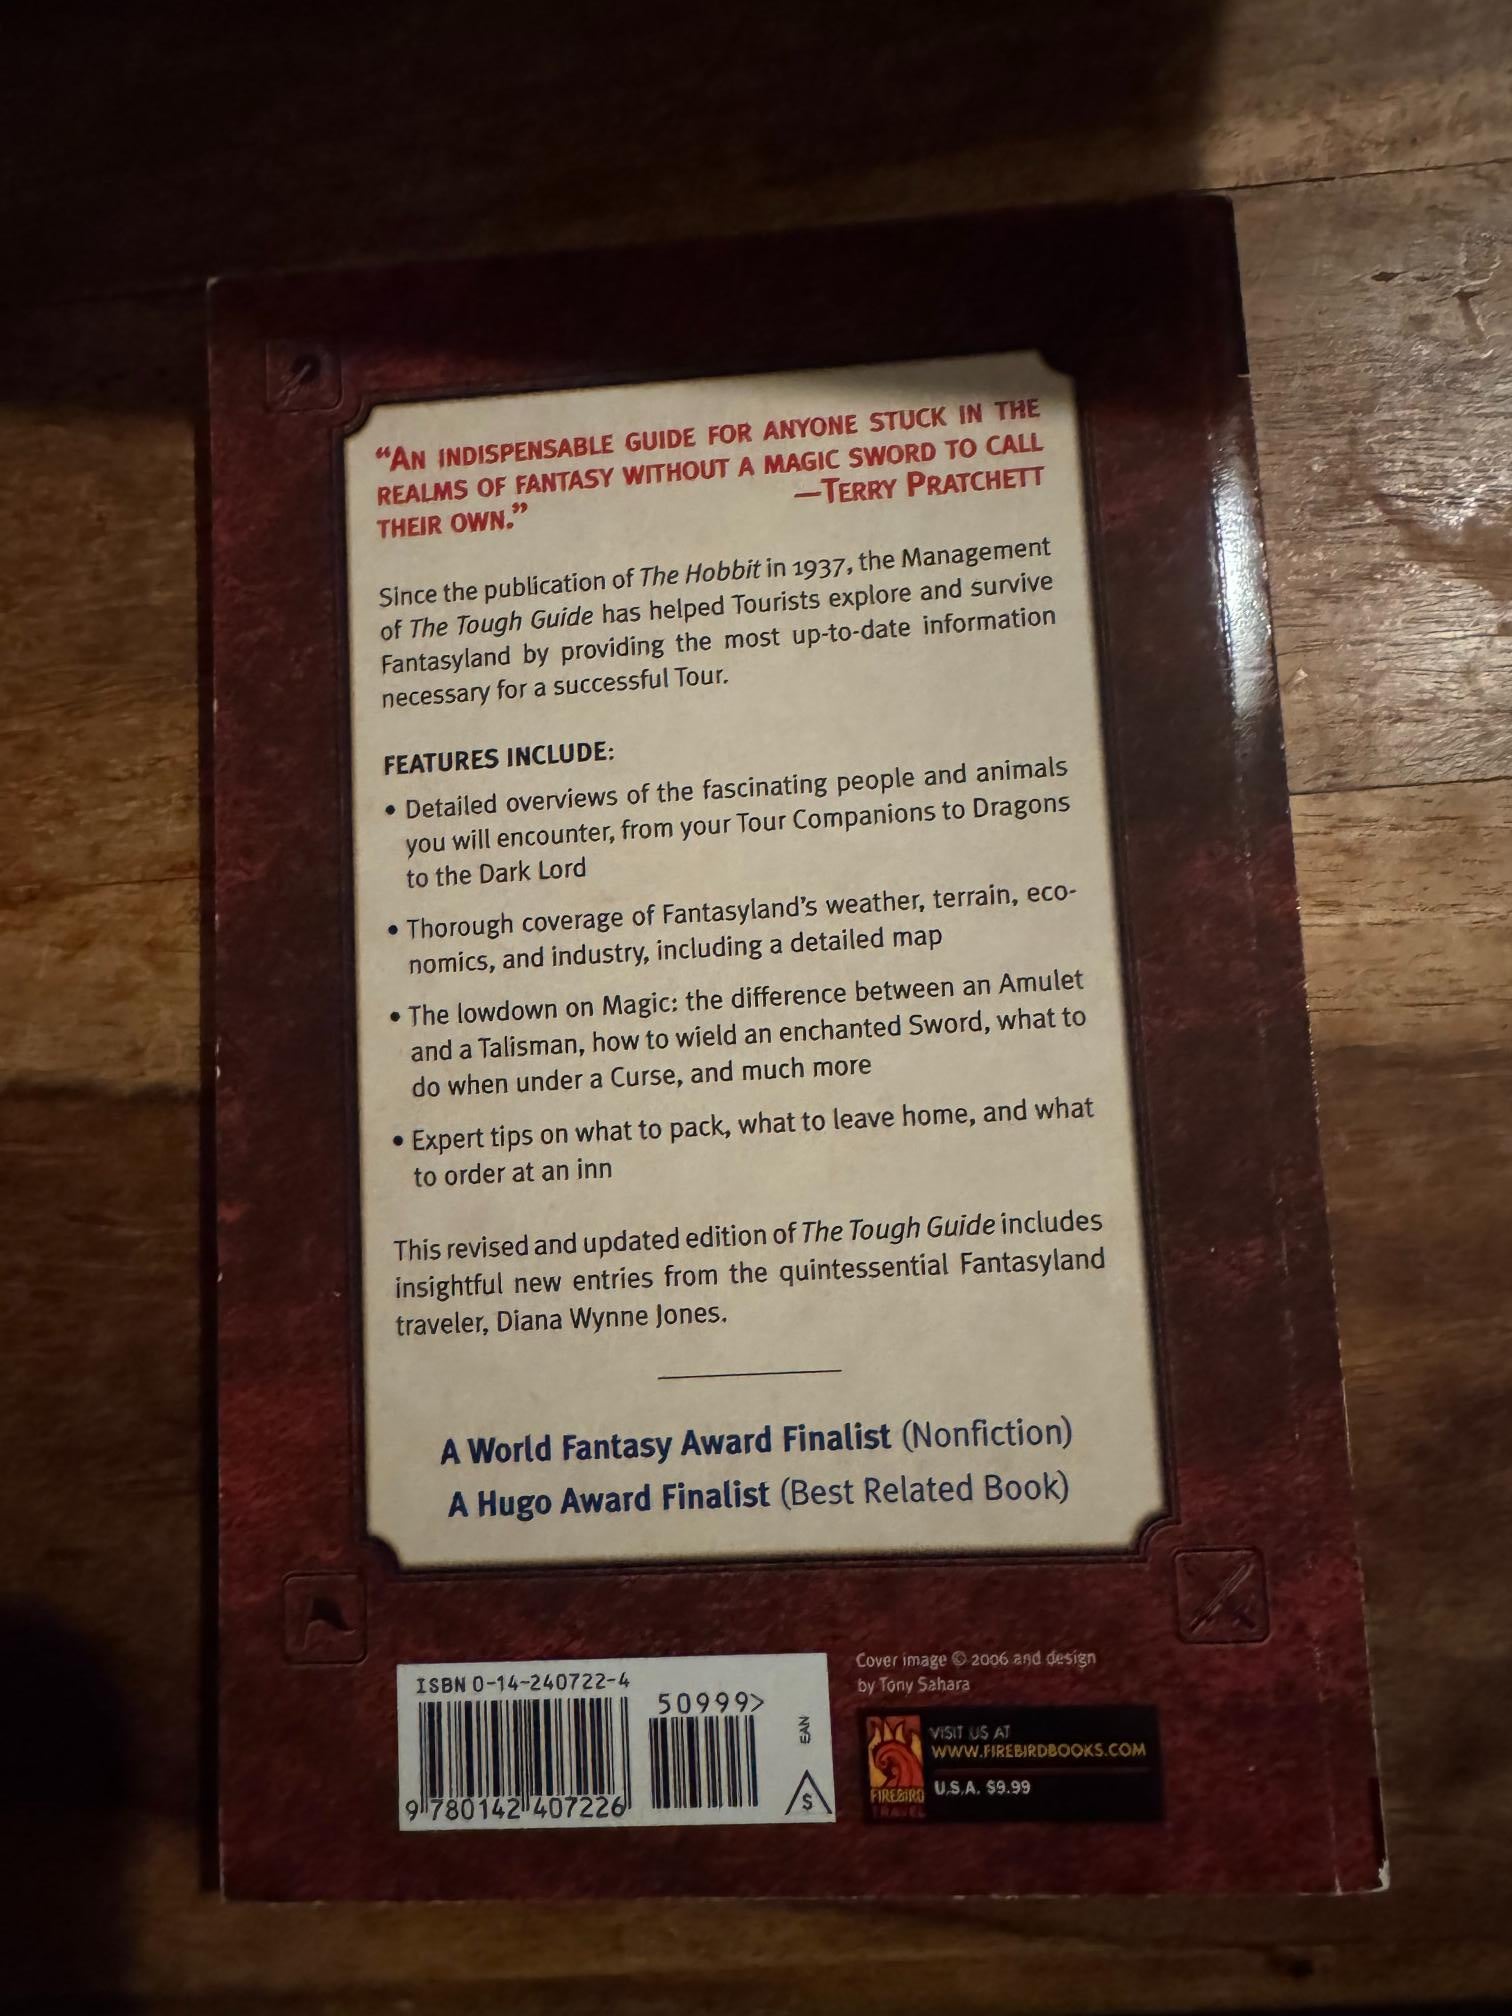 “AN INDISPENSABLE GUIDE FOR ANYONE STUCK IN THE
REALMS OF FANTASY WITHOUT A MAGIC SWORD TO CALL
THEIR OWN.” —TERRY PRATCHETT
Since the publication of The Hobbit in 1937, the Management
of The Tough Guide has helped Tourists explore and survive
Fantasyland by providing the most up-to-date information
necessary for a successful Tour.
FEATURES INCLUDE:
• Detailed overviews of the fascinating people and animals
you will encounter, from your Tour Companions to Dragons
to the Dark Lord
• Thorough coverage of Fantasyland’s weather, terrain, eco-
nomics, and industry, including a detailed map
• The lowdown on Magic: the difference between an Amulet
and a Talisman, how to wield an enchanted Sword, what to
do when under a Curse, and much more
• Expert tips on what to pack, what to leave home, and what
to order at an inn
This revised and updated edition of The Tough Guide includes
insightful new entries from the quintessential Fantasyland
traveler, Diana Wynne Jones.
A World Fantasy Award Finalist (Nonfiction)
A Hugo Award Finalist (Best Related Book)
ISBN 0-14-240722-4
50999>
EAN
9 780142 407226
$
Cover image © 2006 and design
by Tony Sahara
VISIT US AT
WWW.FIREBIRDBOOKS.COM
U.S.A. $9.99
FIREBIRD
TRAVEL